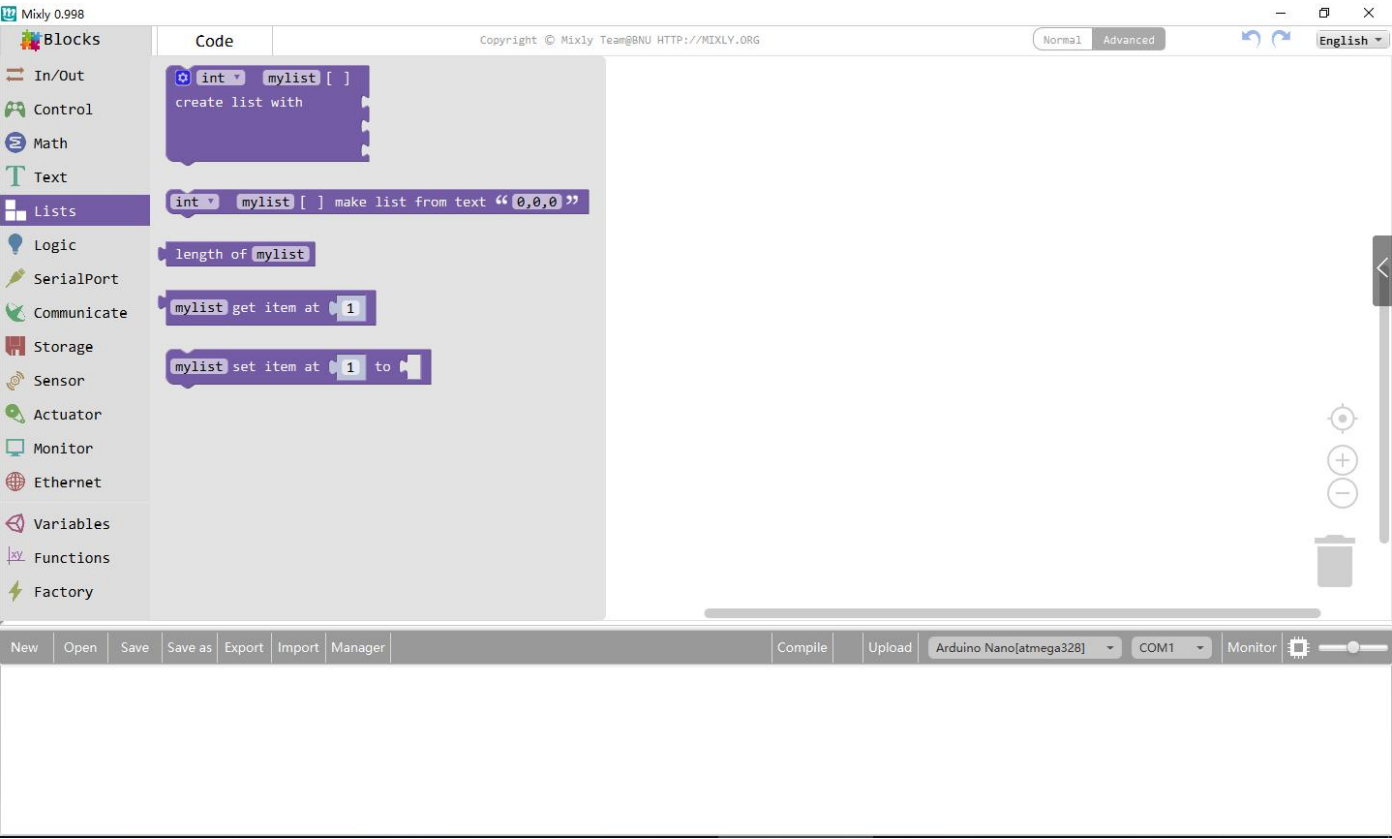 Mixly 0.998
Blocks
Code
Copyright © Mixly Team@BNU HTTP://MIXLY.ORG
Normal Advanced
English
In/Out
Control
Math
Text
Lists
Logic
SerialPort
Communicate
Storage
Sensor
Actuator
Monitor
Ethernet
Variables
xy
Functions
Factory
int mylist [ ]
create list with
int mylist [ ] make list from text “ 0,0,0 ”
length of mylist
mylist get item at 1
mylist set item at 1 to
New Open Save Save as Export Import Manager Compile Upload Arduino Nano[atmega328] COM1 Monitor